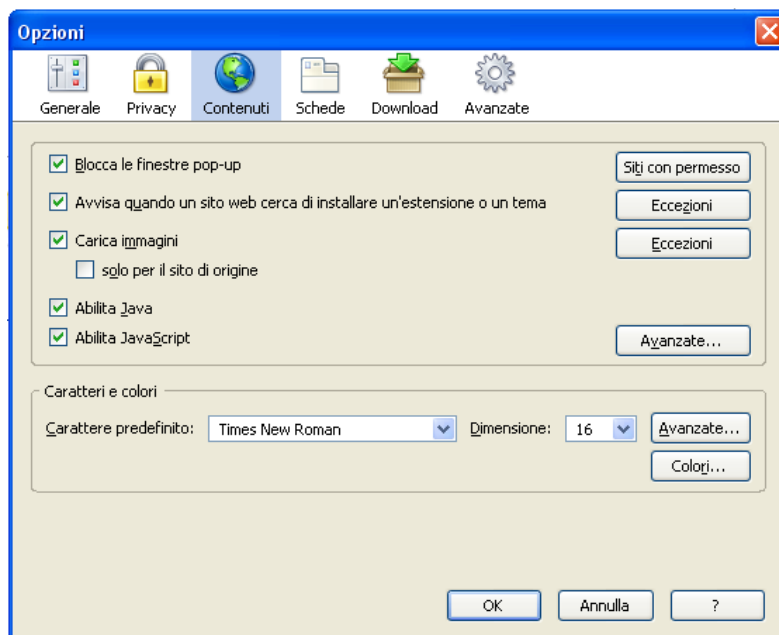 Opzioni
Generale Privacy Contenuti Schede Download Avanzate
Blocca le finestre pop-up Siti con permesso
Avvisa quando un sito web cerca di installare un'estensione o un tema Eccezioni
Carica immagini Eccezioni
solo per il sito di origine
Abilita Java
Abilita JavaScript Avanzate...
Caratteri e colori
Carattere predefinito: Times New Roman Dimensione: 16 Avanzate...
Colori...
OK Annulla ?